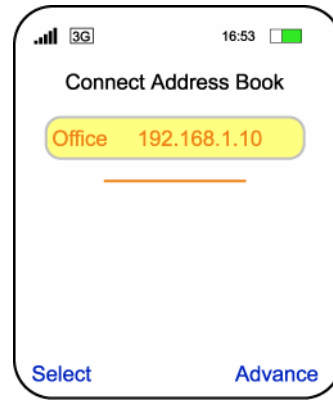 3G 16:53
Connect Address Book
Office 192.168.1.10
Select Advance